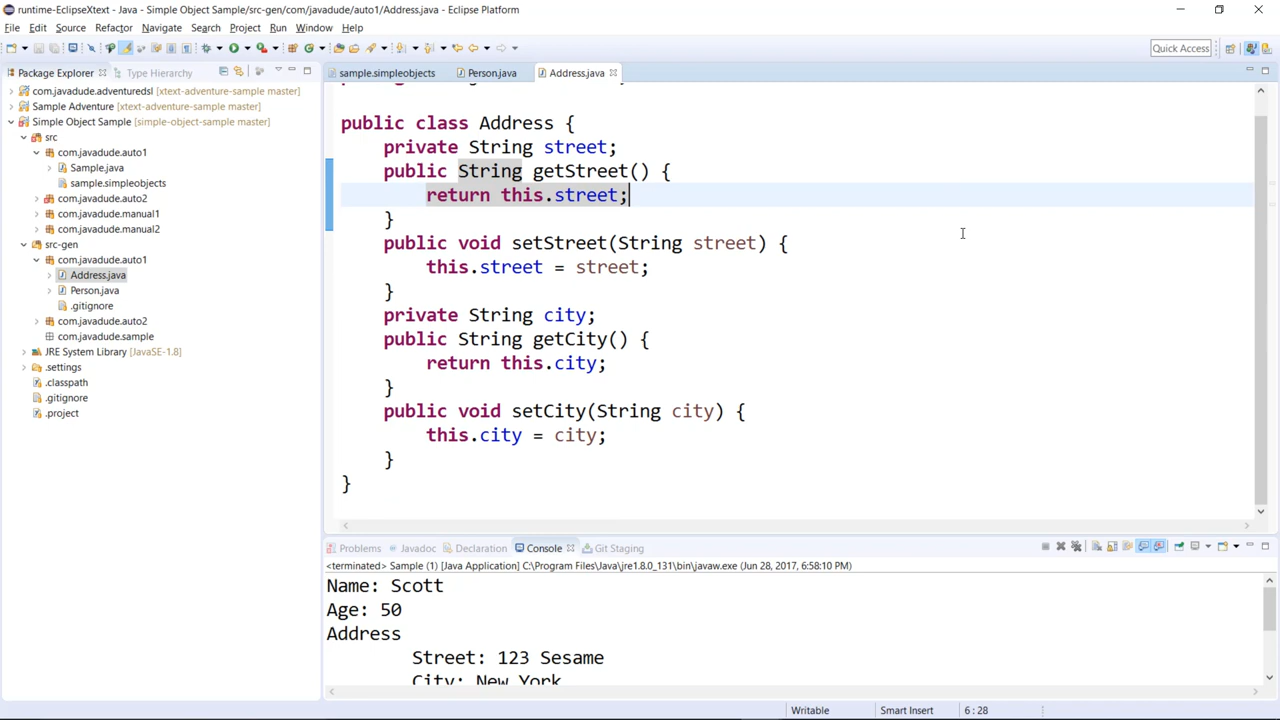 runtime-EclipseXtext - Java - Simple Object Sample/src-gen/com/javadude/auto1/Address.java - Eclipse Platform
File Edit Source Refactor Navigate Search Project Run Window Help
Quick Access
Package Explorer Type Hierarchy
com.javadude.adventuredsl [xtext-adventure-sample master]
Sample Adventure [xtext-adventure-sample master]
Simple Object Sample [simple-object-sample master]
src
com.javadude.auto1
Sample.java
sample.simpleobjects
com.javadude.auto2
com.javadude.manual1
com.javadude.manual2
src-gen
com.javadude.auto1
Address.java
Person.java
.gitignore
com.javadude.auto2
com.javadude.sample
JRE System Library [JavaSE-1.8]
.settings
.classpath
.gitignore
.project
sample.simpleobjects Person.java Address.java
public class Address {
private String street;
public String getStreet() {
return this.street;
}
public void setStreet(String street) {
this.street = street;
}
private String city;
public String getCity() {
return this.city;
}
public void setCity(String city) {
this.city = city;
}
}
Problems Javadoc Declaration Console Git Staging
<terminated> Sample (1) [Java Application] C:\Program Files\Java\jre1.8.0_131\bin\javaw.exe (Jun 28, 2017, 6:58:10 PM)
Name: Scott
Age: 50
Address
Street: 123 Sesame
City: New York
Writable Smart Insert 6 : 28